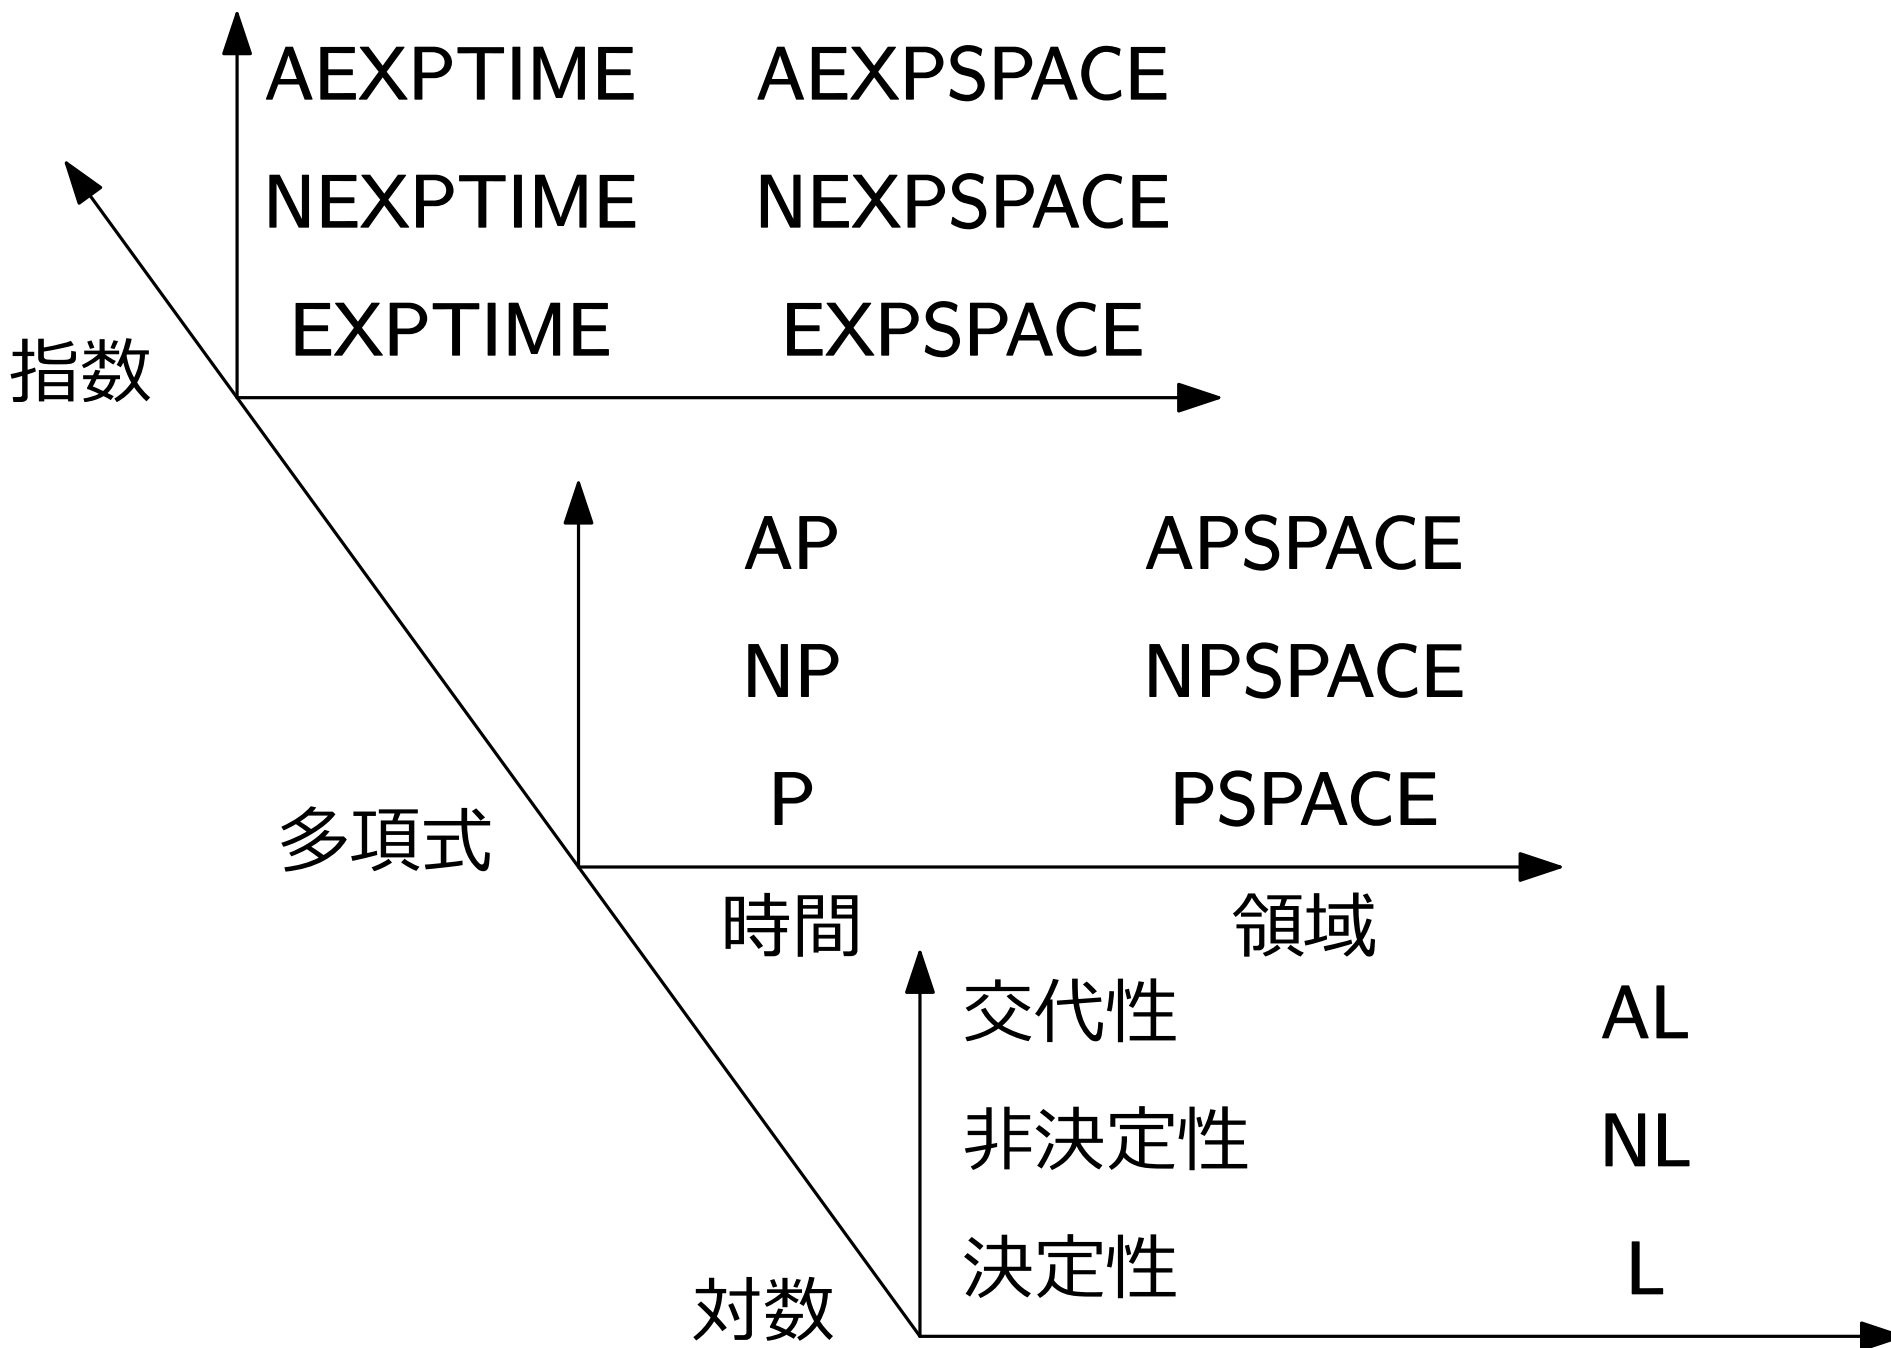 AEXPTIME AEXPSPACE
NEXPTIME NEXPSPACE
EXPTIME EXPSPACE
指数
AP APSPACE
NP NPSPACE
P PSPACE
多項式
時間 領域
交代性 AL
非決定性 NL
決定性 L
対数